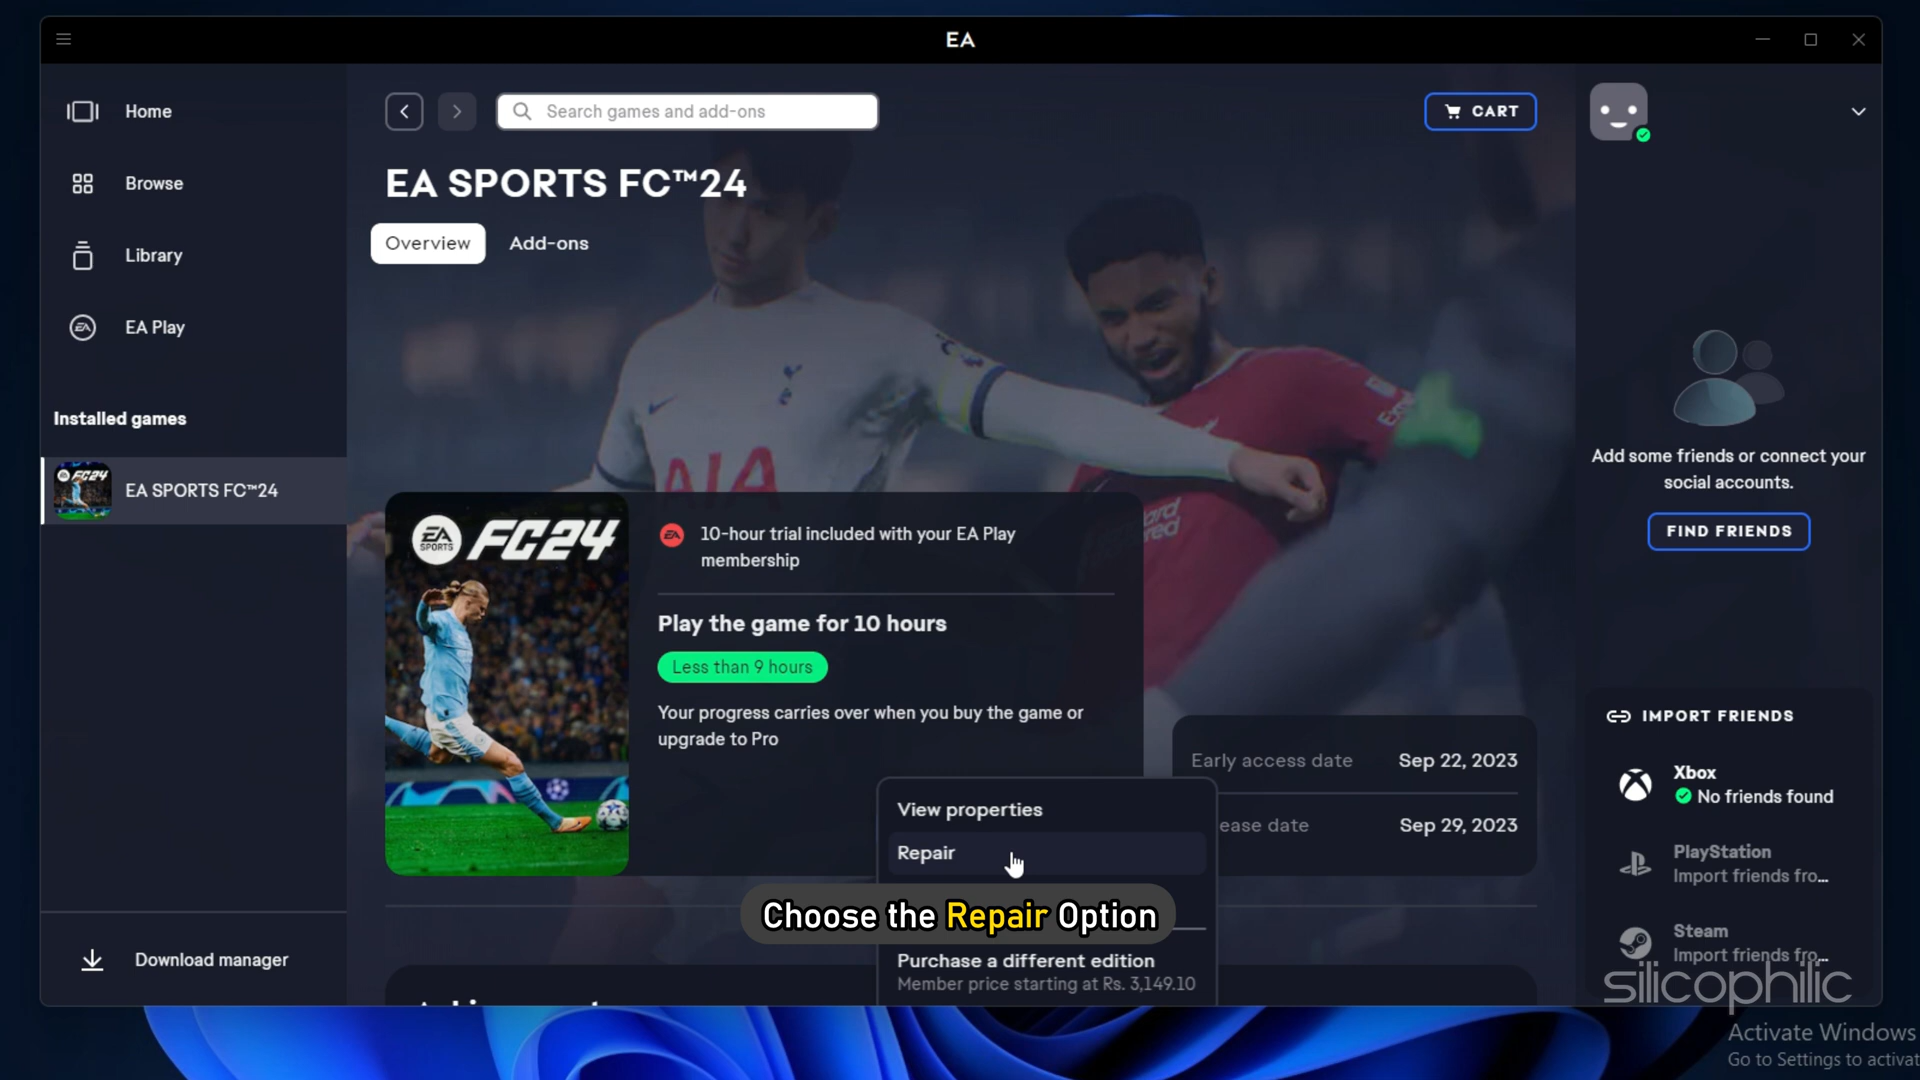 EA
Home
Browse
Library
EA Play
Installed games
FC24
EA SPORTS FC™24
Download manager
Search games and add-ons
CART
EA SPORTS FC™24
Overview
Add-ons
AIA
EA SPORTS FC24
10-hour trial included with your EA Play
membership
Play the game for 10 hours
Less than 9 hours
Your progress carries over when you buy the game or
upgrade to Pro
Early access date Sep 22, 2023
ease date Sep 29, 2023
View properties
Repair
Choose the Repair Option
Purchase a different edition
Member price starting at Rs. 3,149.10
Add some friends or connect your
social accounts.
FIND FRIENDS
IMPORT FRIENDS
Xbox
No friends found
PlayStation
Import friends fro...
Steam
Import friends fro...
silicophilic
Activate Windows
Go to Settings to activat